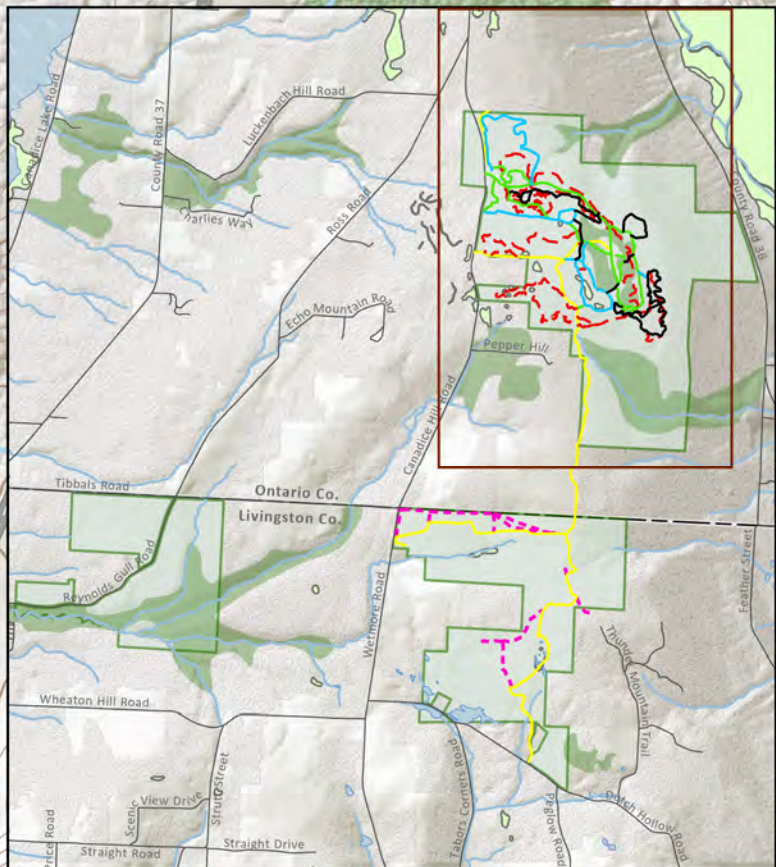 Canadice Lake Road
County Road 37
Luckenbach Hill Road
Charlies Way
Ross Road
Echo Mountain Road
County Road 36
Pepper Hill
Canadice Hill Road
Tibbals Road
Ontario Co.
Livingston Co.
Reynolds Gull Road
Wetmore Road
Feather Street
Thunder Mountain Trail
Wheaton Hill Road
Strutt Street
Scenic View Drive
Straight Road
Straight Drive
Price Road
Tabors Corners Road
Peglow Road
Dutch Hollow Road